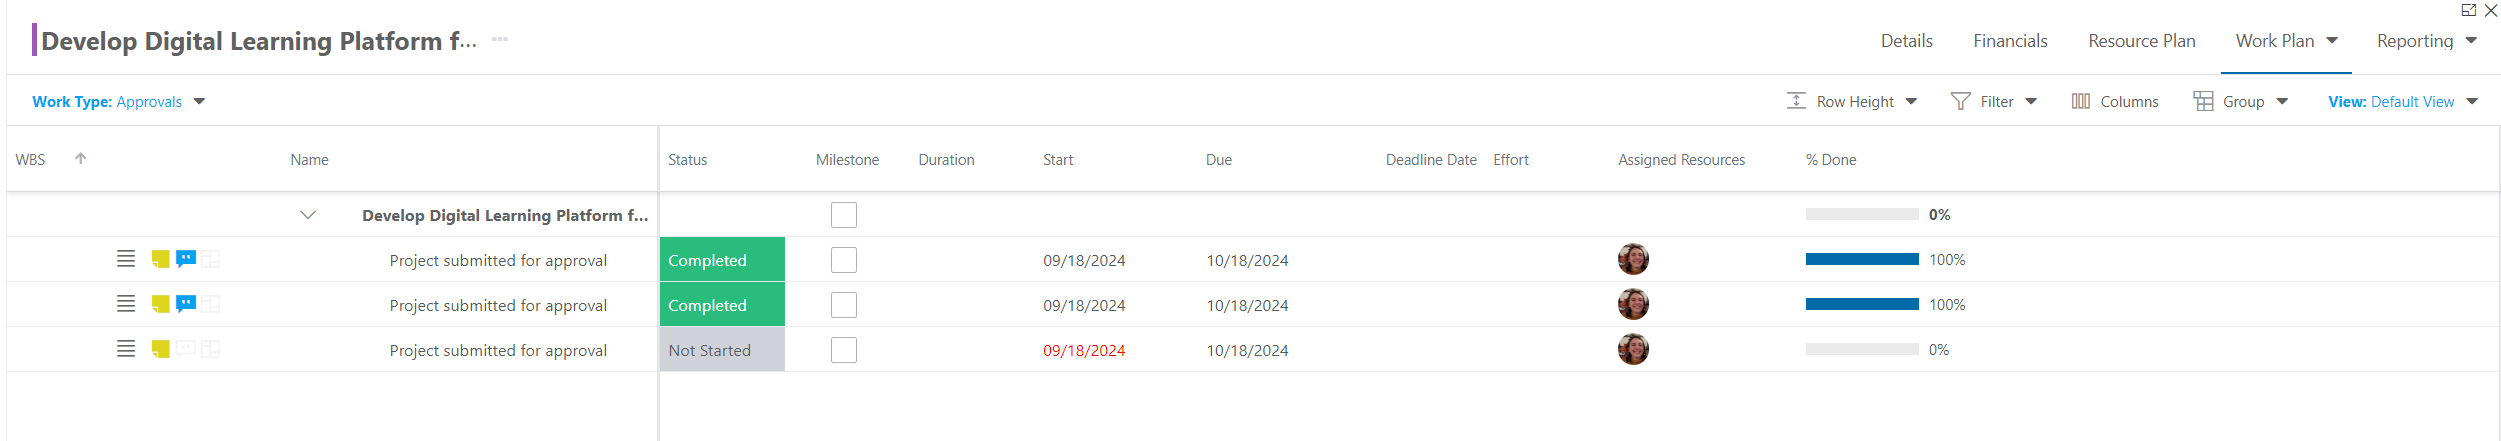 Develop Digital Learning Platform f...
Details Financials Resource Plan Work Plan Reporting
Work Type: Approvals
Row Height Filter Columns Group View: Default View
WBS Name Status Milestone Duration Start Due Deadline Date Effort Assigned Resources % Done
Develop Digital Learning Platform f... 0%
Project submitted for approval Completed 09/18/2024 10/18/2024 100%
Project submitted for approval Completed 09/18/2024 10/18/2024 100%
Project submitted for approval Not Started 09/18/2024 10/18/2024 0%